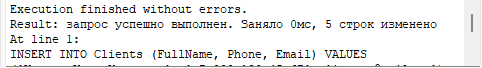 Execution finished without errors.
Result: запрос успешно выполнен. Заняло 0мс, 5 строк изменено
At line 1:
INSERT INTO Clients (FullName, Phone, Email) VALUES